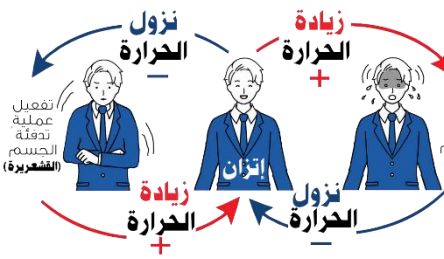 زيادة
الحرارة
+
نزول
الحرارة
−
تفعيل
عملية
تدفئة
الجسم
(القشعريرة)
إتزان
نزول
الحرارة
−
زيادة
الحرارة
+